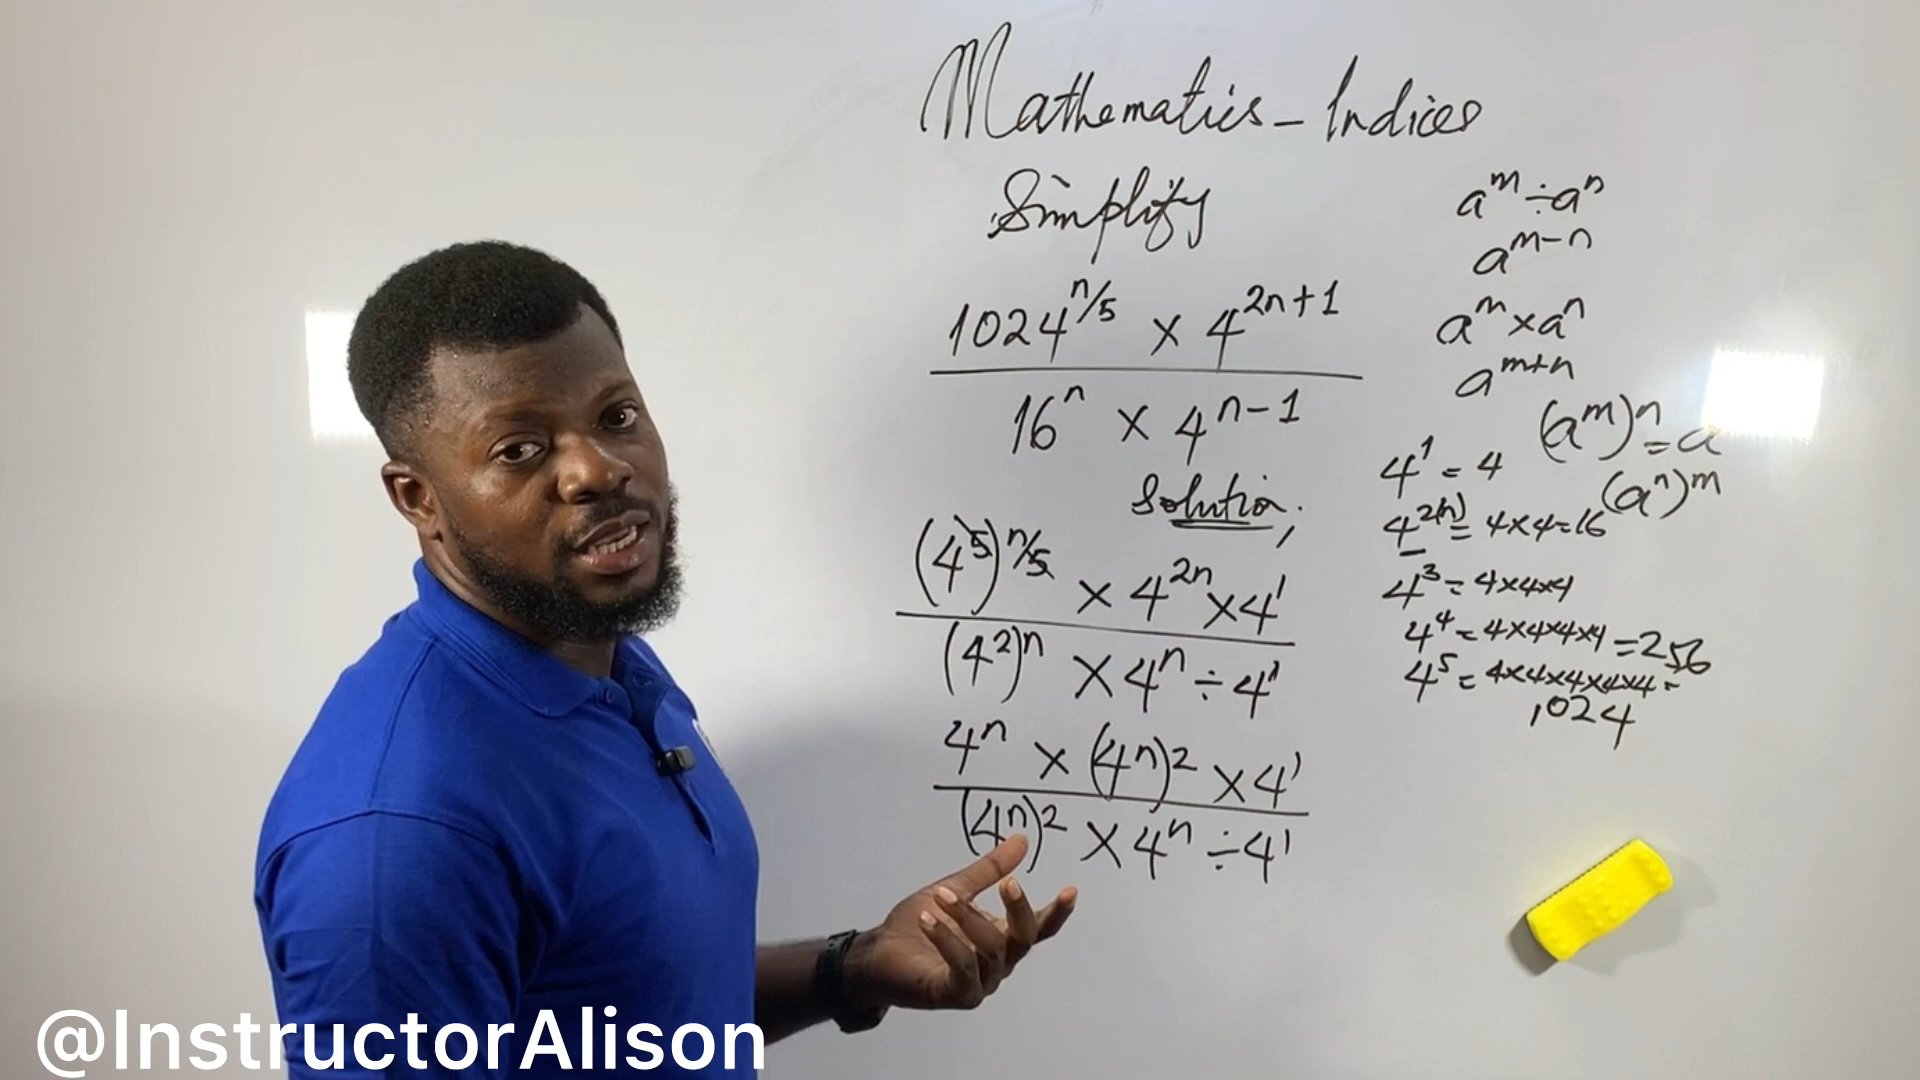 Mathematics - Indices
Simplify
1024^{n/5} × 4^{2n+1}
16^n × 4^{n-1}
Solution;
(4^5)^{n/5} × 4^{2n} × 4^1
(4^2)^n × 4^n ÷ 4^1
4^n × (4^n)^2 × 4^1
(4^n)^2 × 4^n ÷ 4^1
a^m ÷ a^n
a^{m-n}
a^m × a^n
a^{m+n}
(a^m)^n = a
(a^n)^m
4^1 = 4
4^{2(n)} = 4×4=16
4^3 = 4×4×4
4^4 = 4×4×4×4 = 256
4^5 = 4×4×4×4×4 =
1024
@InstructorAlison